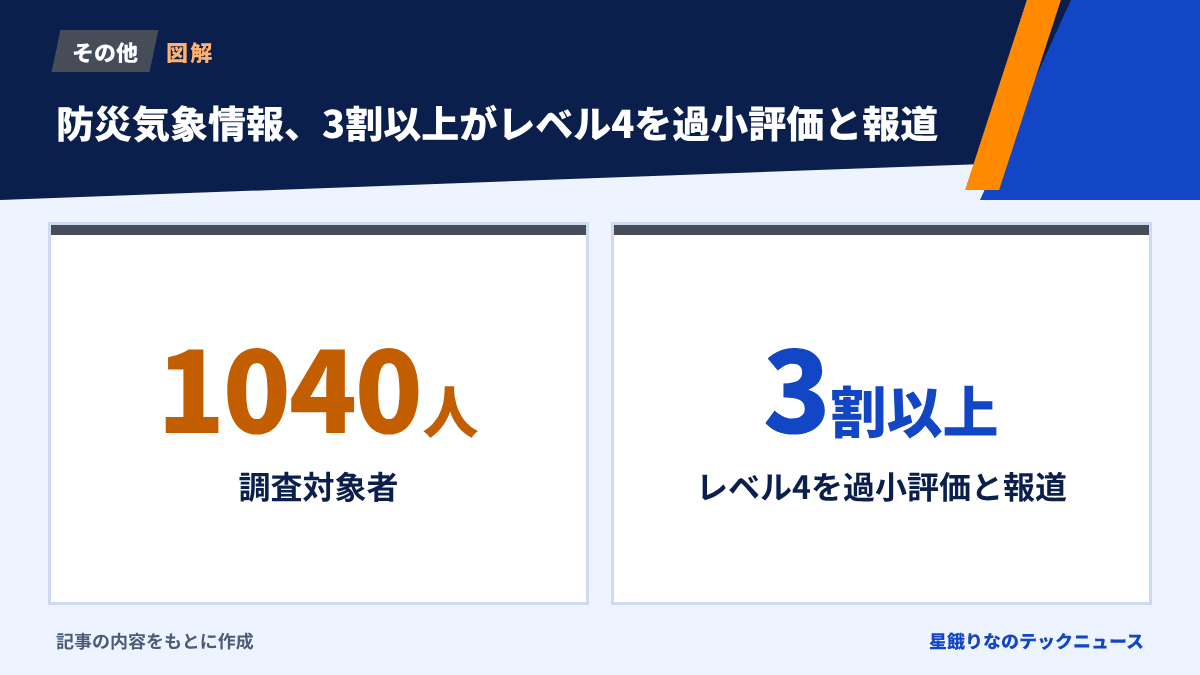 その他 図解
防災気象情報、3割以上がレベル4を過小評価と報道
1040人
調査対象者
3割以上
レベル4を過小評価と報道
記事の内容をもとに作成
星餓りなのテックニュース